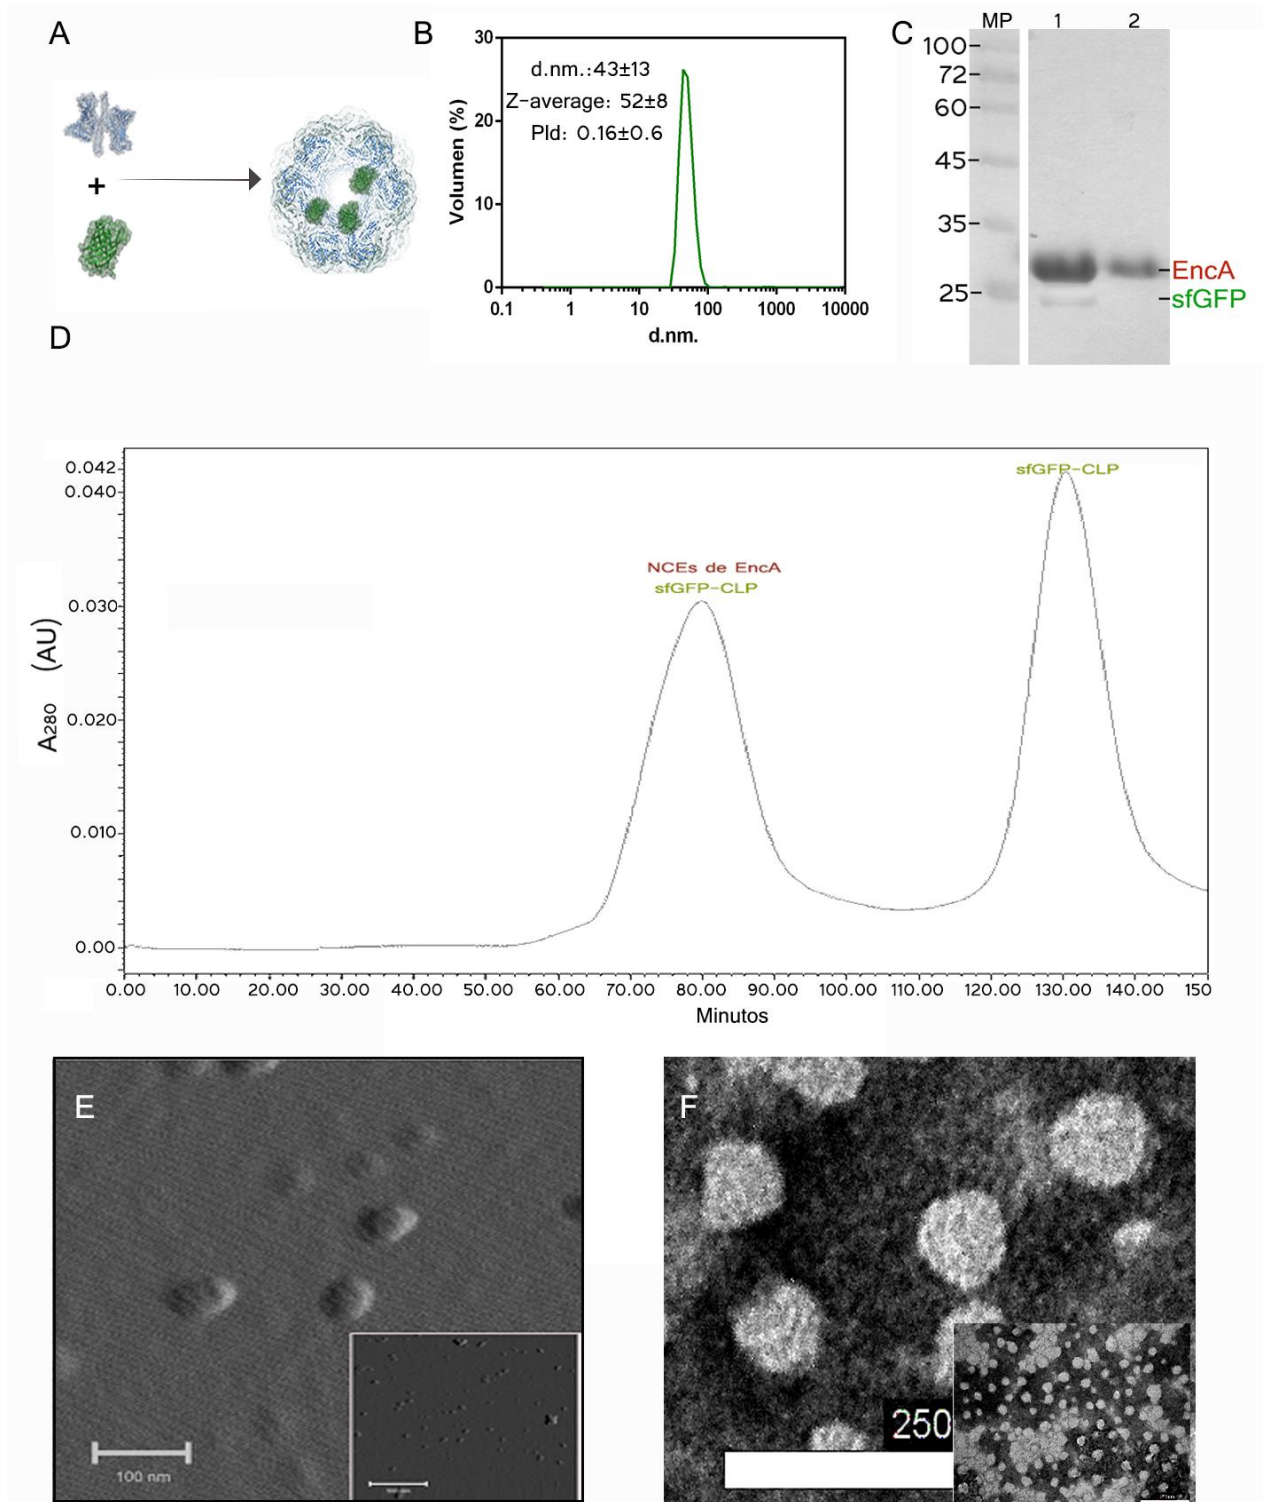 A
+
B
30
20
10
0
Volumen (%)
d.nm.:43±13
Z-average: 52±8
PId: 0.16±0.6
0.1 1 10 100 1000 10000
d.nm.
C
MP 1 2
100
72
60
45
35
25
EncA
sfGFP
D
0.042
0.040
0.030
0.020
0.010
0.00
A280 (AU)
NCEs de EncA
sfGFP-CLP
sfGFP-CLP
0.00 10.00 20.00 30.00 40.00 50.00 60.00 70.00 80.00 90.00 100.00 110.00 120.00 130.00 140.00 150
Minutos
E
100 nm
F
250